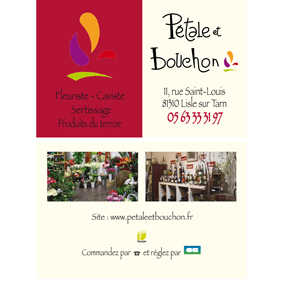 Fleuriste - Caviste
Sertissage
Produits du terroir
Pétale et
bouchon
11, rue Saint-Louis
81310 Lisle sur Tarn
05 63 33 31 97
Site : www.petaleetbouchon.fr
Commandez par ☎ et réglez par